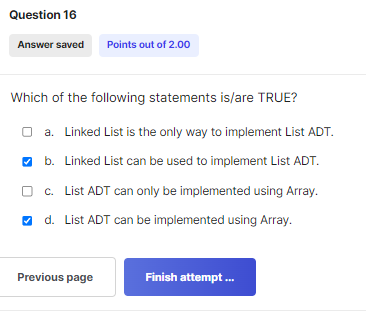 Question 16
Answer saved Points out of 2.00
Which of the following statements is/are TRUE?
a. Linked List is the only way to implement List ADT.
b. Linked List can be used to implement List ADT.
c. List ADT can only be implemented using Array.
d. List ADT can be implemented using Array.
Previous page Finish attempt ...